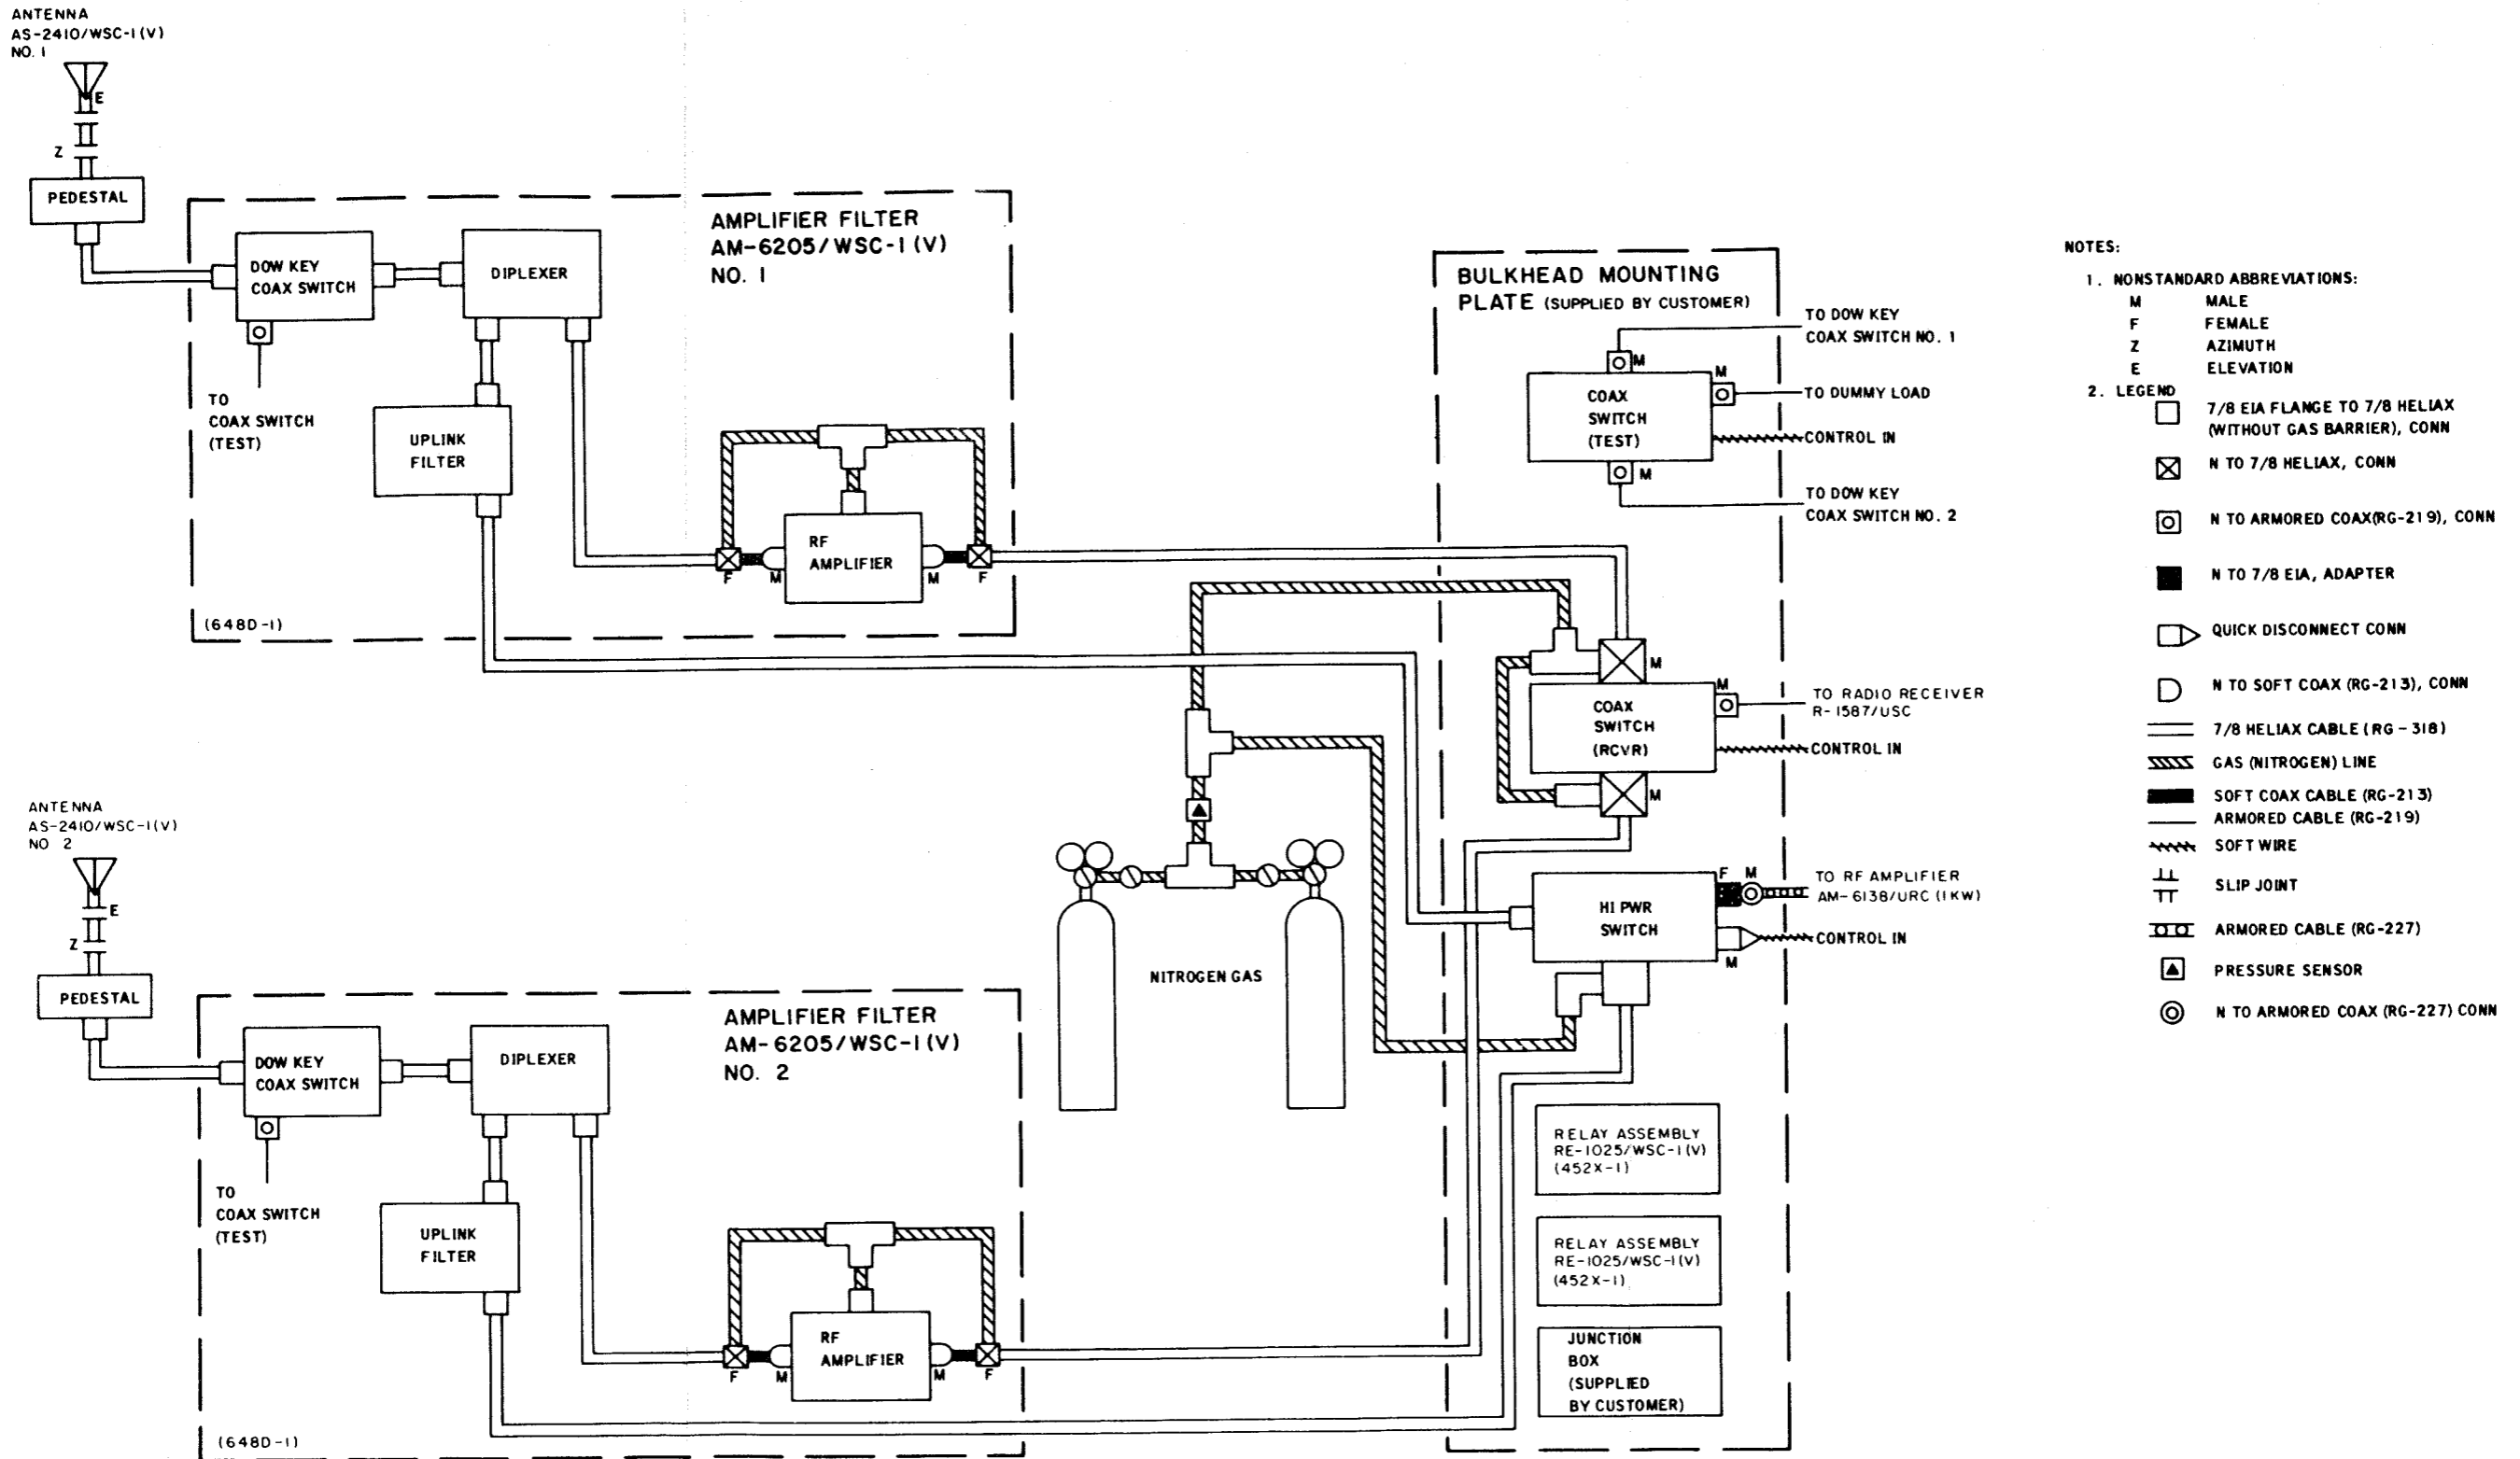 ANTENNA
AS-2410/WSC-1(V)
NO. 1
E
Z
PEDESTAL
DOW KEY
COAX SWITCH
DIPLEXER
AMPLIFIER FILTER
AM-6205/WSC-1(V)
NO. 1
TO
COAX SWITCH
(TEST)
UPLINK
FILTER
RF
AMPLIFIER
F
M
M
F
(648D-1)
BULKHEAD MOUNTING
PLATE (SUPPLIED BY CUSTOMER)
TO DOW KEY
COAX SWITCH NO. 1
M
M
COAX
SWITCH
(TEST)
TO DUMMY LOAD
CONTROL IN
M
TO DOW KEY
COAX SWITCH NO. 2
M
M
COAX
SWITCH
(RCVR)
TO RADIO RECEIVER
R-1587/USC
CONTROL IN
M
F M
TO RF AMPLIFIER
AM-6138/URC (1KW)
HI PWR
SWITCH
CONTROL IN
M
NITROGEN GAS
RELAY ASSEMBLY
RE-1025/WSC-1(V)
(452X-1)
RELAY ASSEMBLY
RE-1025/WSC-1(V)
(452X-1)
JUNCTION
BOX
(SUPPLIED
BY CUSTOMER)
ANTENNA
AS-2410/WSC-1(V)
NO 2
E
Z
PEDESTAL
DOW KEY
COAX SWITCH
DIPLEXER
AMPLIFIER FILTER
AM-6205/WSC-1(V)
NO. 2
TO
COAX SWITCH
(TEST)
UPLINK
FILTER
RF
AMPLIFIER
F
M
M
F
(648D-1)
NOTES:
1. NONSTANDARD ABBREVIATIONS:
M MALE
F FEMALE
Z AZIMUTH
E ELEVATION
2. LEGEND
7/8 EIA FLANGE TO 7/8 HELIAX
(WITHOUT GAS BARRIER), CONN
N TO 7/8 HELIAX, CONN
N TO ARMORED COAX(RG-219), CONN
N TO 7/8 EIA, ADAPTER
QUICK DISCONNECT CONN
N TO SOFT COAX (RG-213), CONN
7/8 HELIAX CABLE (RG-318)
GAS (NITROGEN) LINE
SOFT COAX CABLE (RG-213)
ARMORED CABLE (RG-219)
SOFT WIRE
SLIP JOINT
ARMORED CABLE (RG-227)
PRESSURE SENSOR
N TO ARMORED COAX (RG-227) CONN